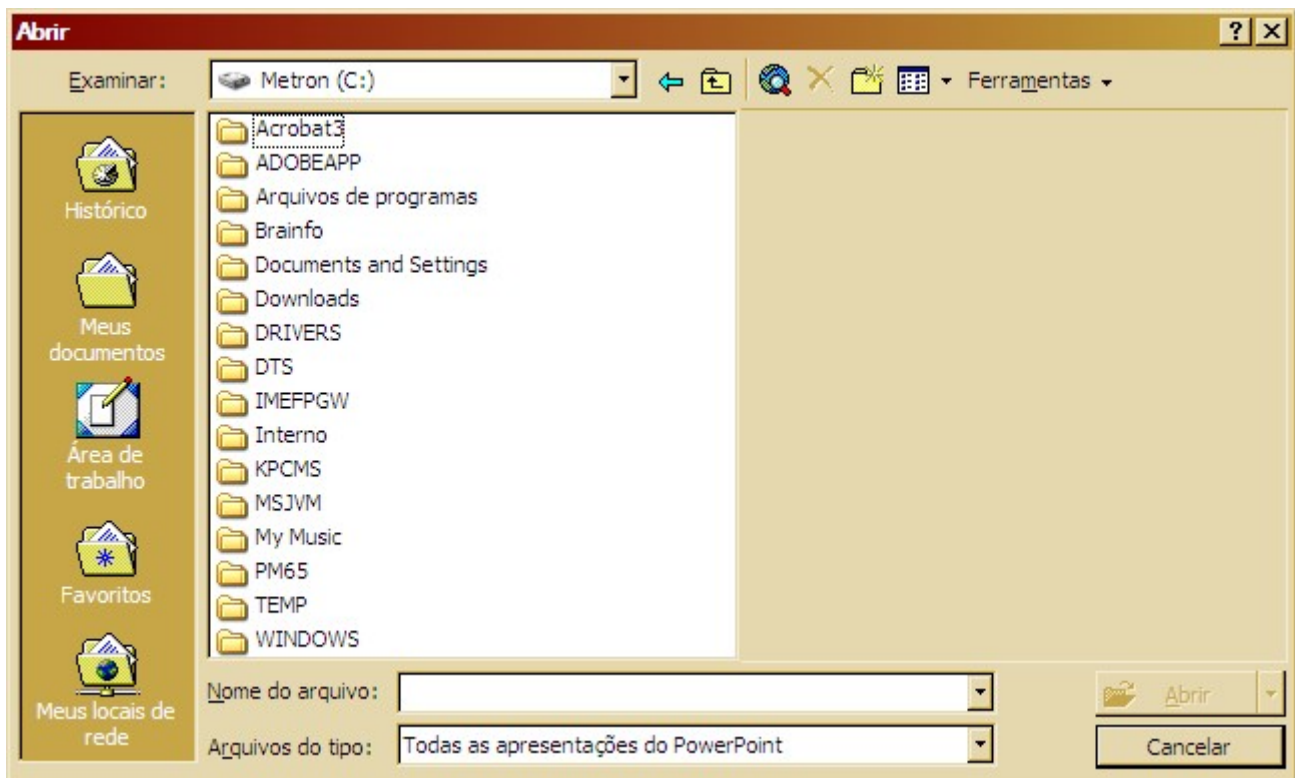 Abrir
Examinar:
Metron (C:)
Ferramentas
Histórico
Meus
documentos
Área de
trabalho
Favoritos
Meus locais de
rede
Acrobat3
ADOBEAPP
Arquivos de programas
Brainfo
Documents and Settings
Downloads
DRIVERS
DTS
IMEFPGW
Interno
KPCMS
MSJVM
My Music
PM65
TEMP
WINDOWS
Nome do arquivo:
Abrir
Arquivos do tipo:
Todas as apresentações do PowerPoint
Cancelar